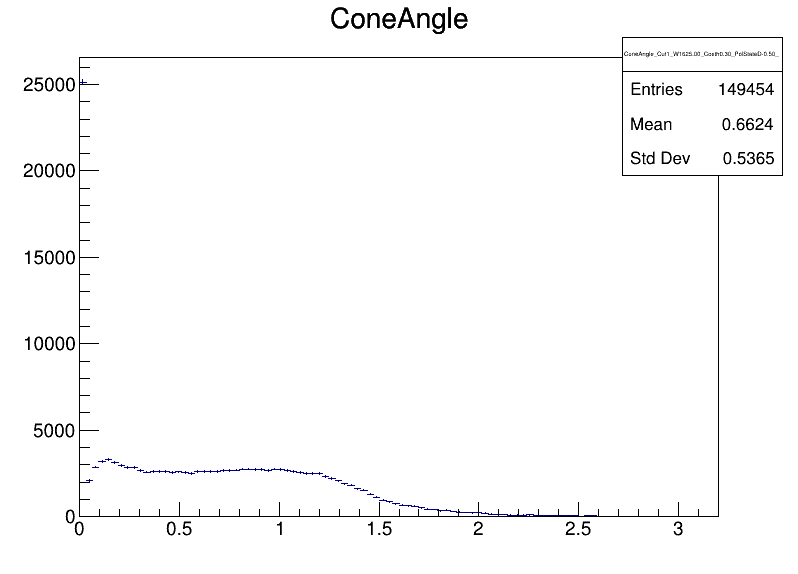 ConeAngle
ConeAngle_Cut1_W1625.00_Costh0.30_PolStateD-0.50_
Entries 149454
Mean 0.6624
Std Dev 0.5365
25000
20000
15000
10000
5000
0
0 0.5 1 1.5 2 2.5 3